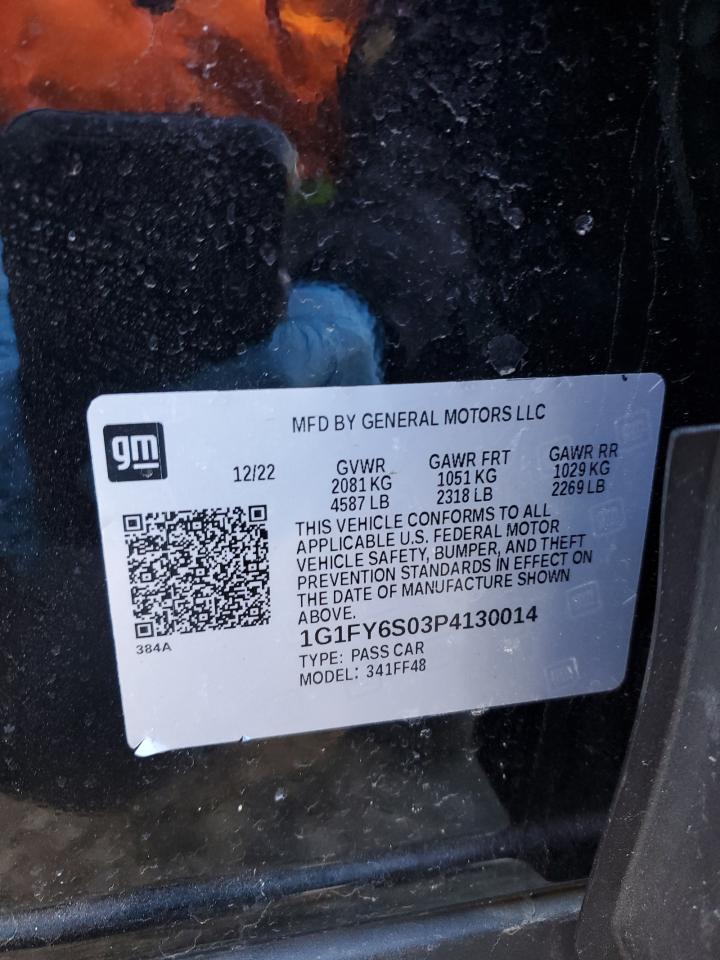 MFD BY GENERAL MOTORS LLC
gm
12/22
GVWR
2081 KG
4587 LB
GAWR FRT
1051 KG
2318 LB
GAWR RR
1029 KG
2269 LB
THIS VEHICLE CONFORMS TO ALL
APPLICABLE U.S. FEDERAL MOTOR
VEHICLE SAFETY, BUMPER, AND THEFT
PREVENTION STANDARDS IN EFFECT ON
THE DATE OF MANUFACTURE SHOWN
ABOVE.
1G1FY6S03P4130014
TYPE: PASS CAR
MODEL: 341FF48
384A